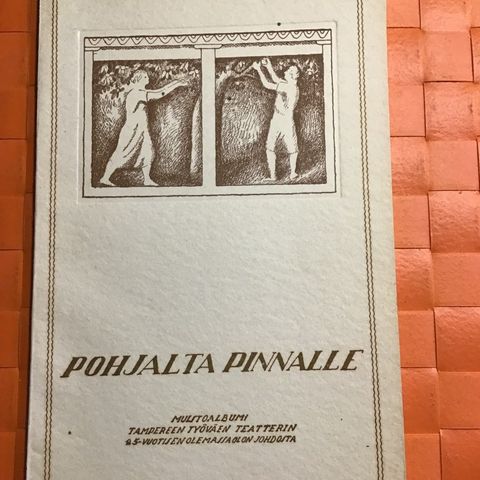 POHJALTA PINNALLE
MUISTOALBUMI
TAMPEREEN TYÖVÄEN TEATTERIN
25-VUOTISEN OLEMASSAOLON JOHDOSTA